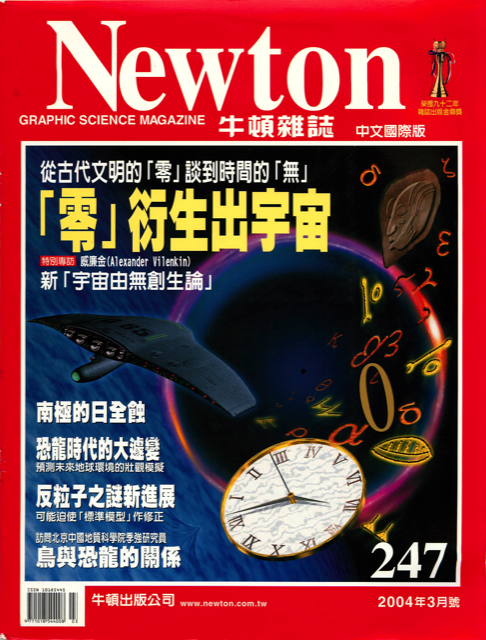 Newton
GRAPHIC SCIENCE MAGAZINE
牛頓雜誌
中文國際版
榮獲九十二年
雜誌出版金鼎獎
從古代文明的「零」談到時間的「無」
「零」衍生出宇宙
特別專訪 威廉金(Alexander Vilenkin)
新「宇宙由無創生論」
南極的日全蝕
恐龍時代的大遽變
預測未來地球環境的壯觀模擬
反粒子之謎新進展
可能迫使「標準模型」作修正
訪問北京中國地質科學院季強研究員
鳥與恐龍的關係
247
ISSN 10183440
牛頓出版公司 www.newton.com.tw
2004年3月號